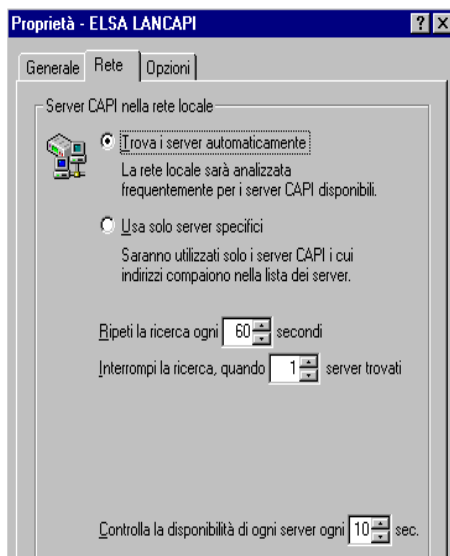 Proprietà - ELSA LANCAPI
Generale Rete Opzioni
Server CAPI nella rete locale
Trova i server automaticamente
La rete locale sarà analizzata
frequentemente per i server CAPI disponibili.
Usa solo server specifici
Saranno utilizzati solo i server CAPI i cui
indirizzi compaiono nella lista dei server.
Ripeti la ricerca ogni 60 secondi
Interrompi la ricerca, quando 1 server trovati
Controlla la disponibilità di ogni server ogni 10 sec.